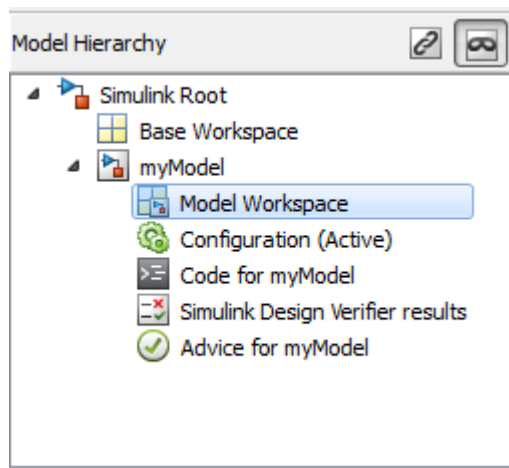 Model Hierarchy
Simulink Root
Base Workspace
myModel
Model Workspace
Configuration (Active)
Code for myModel
Simulink Design Verifier results
Advice for myModel